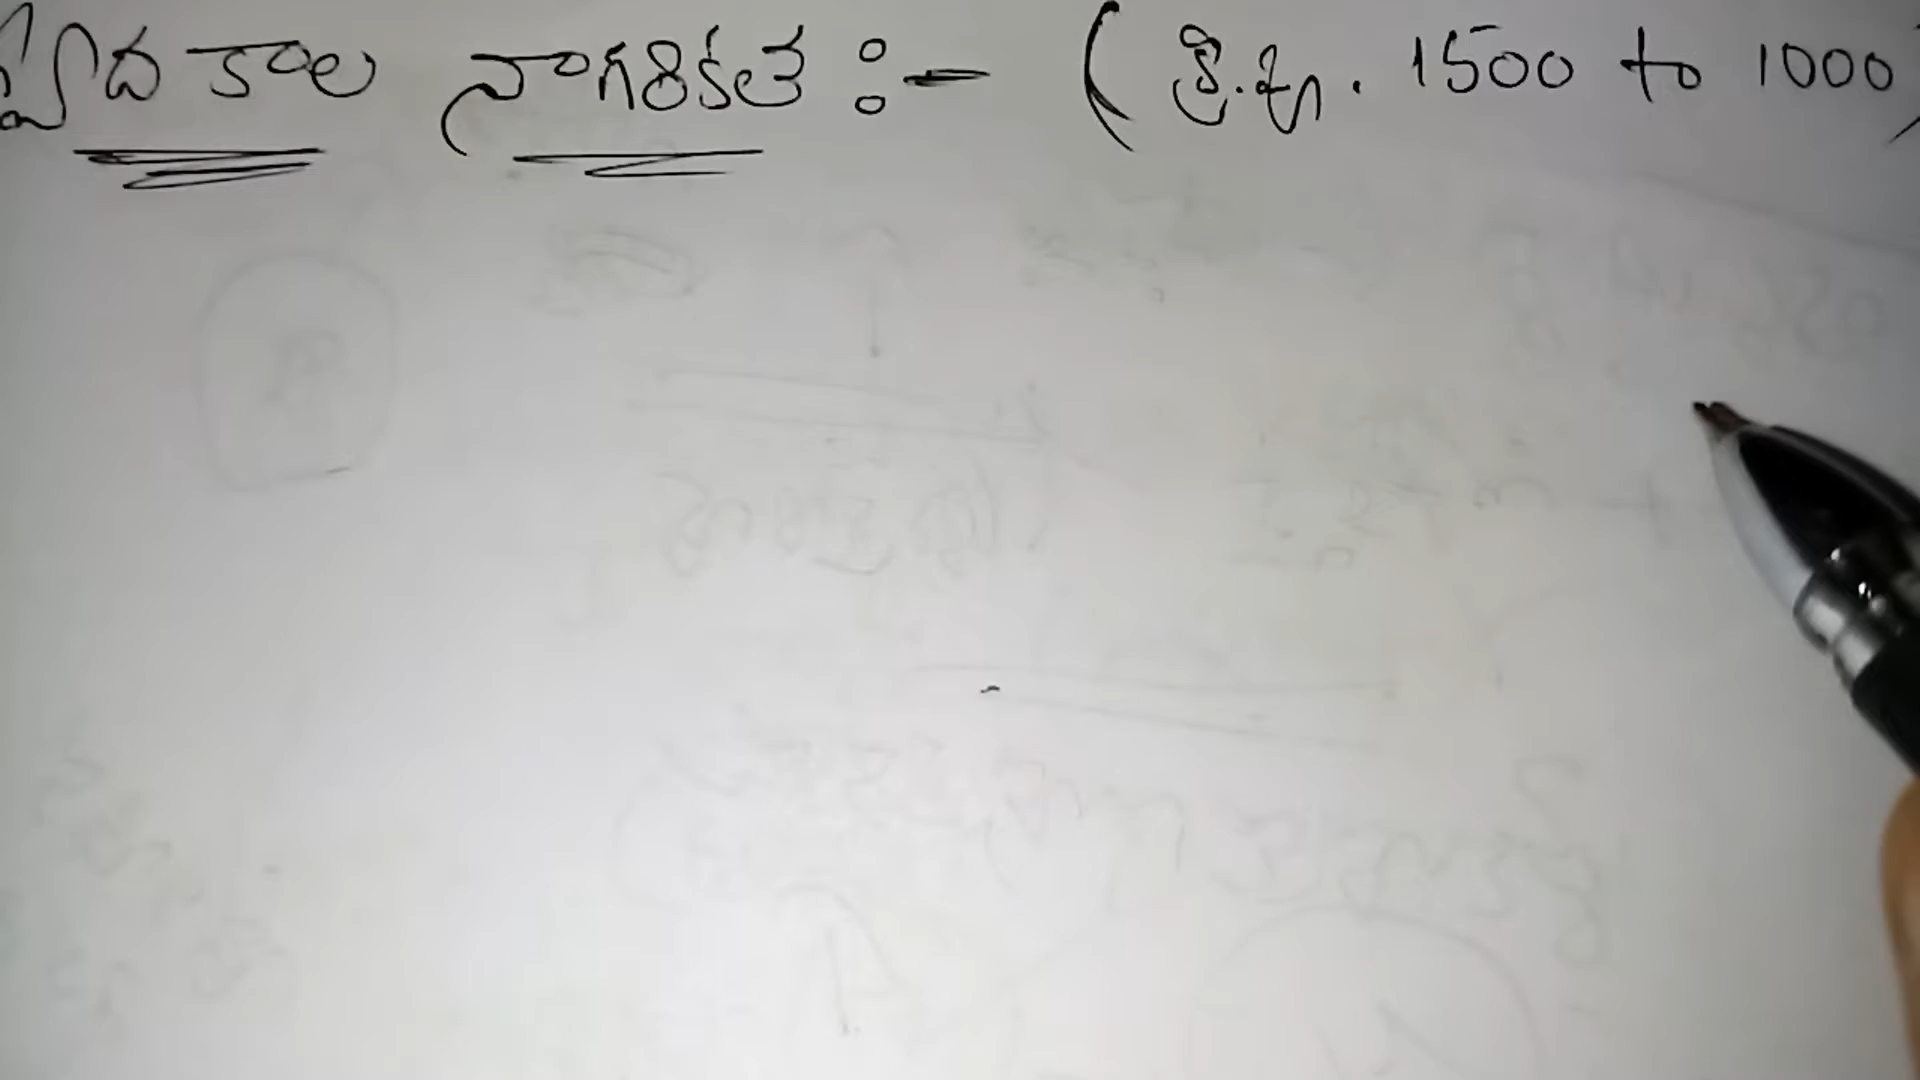 వేద కాల నాగరికత :- ( క్రీ.పూ. 1500 to 1000)